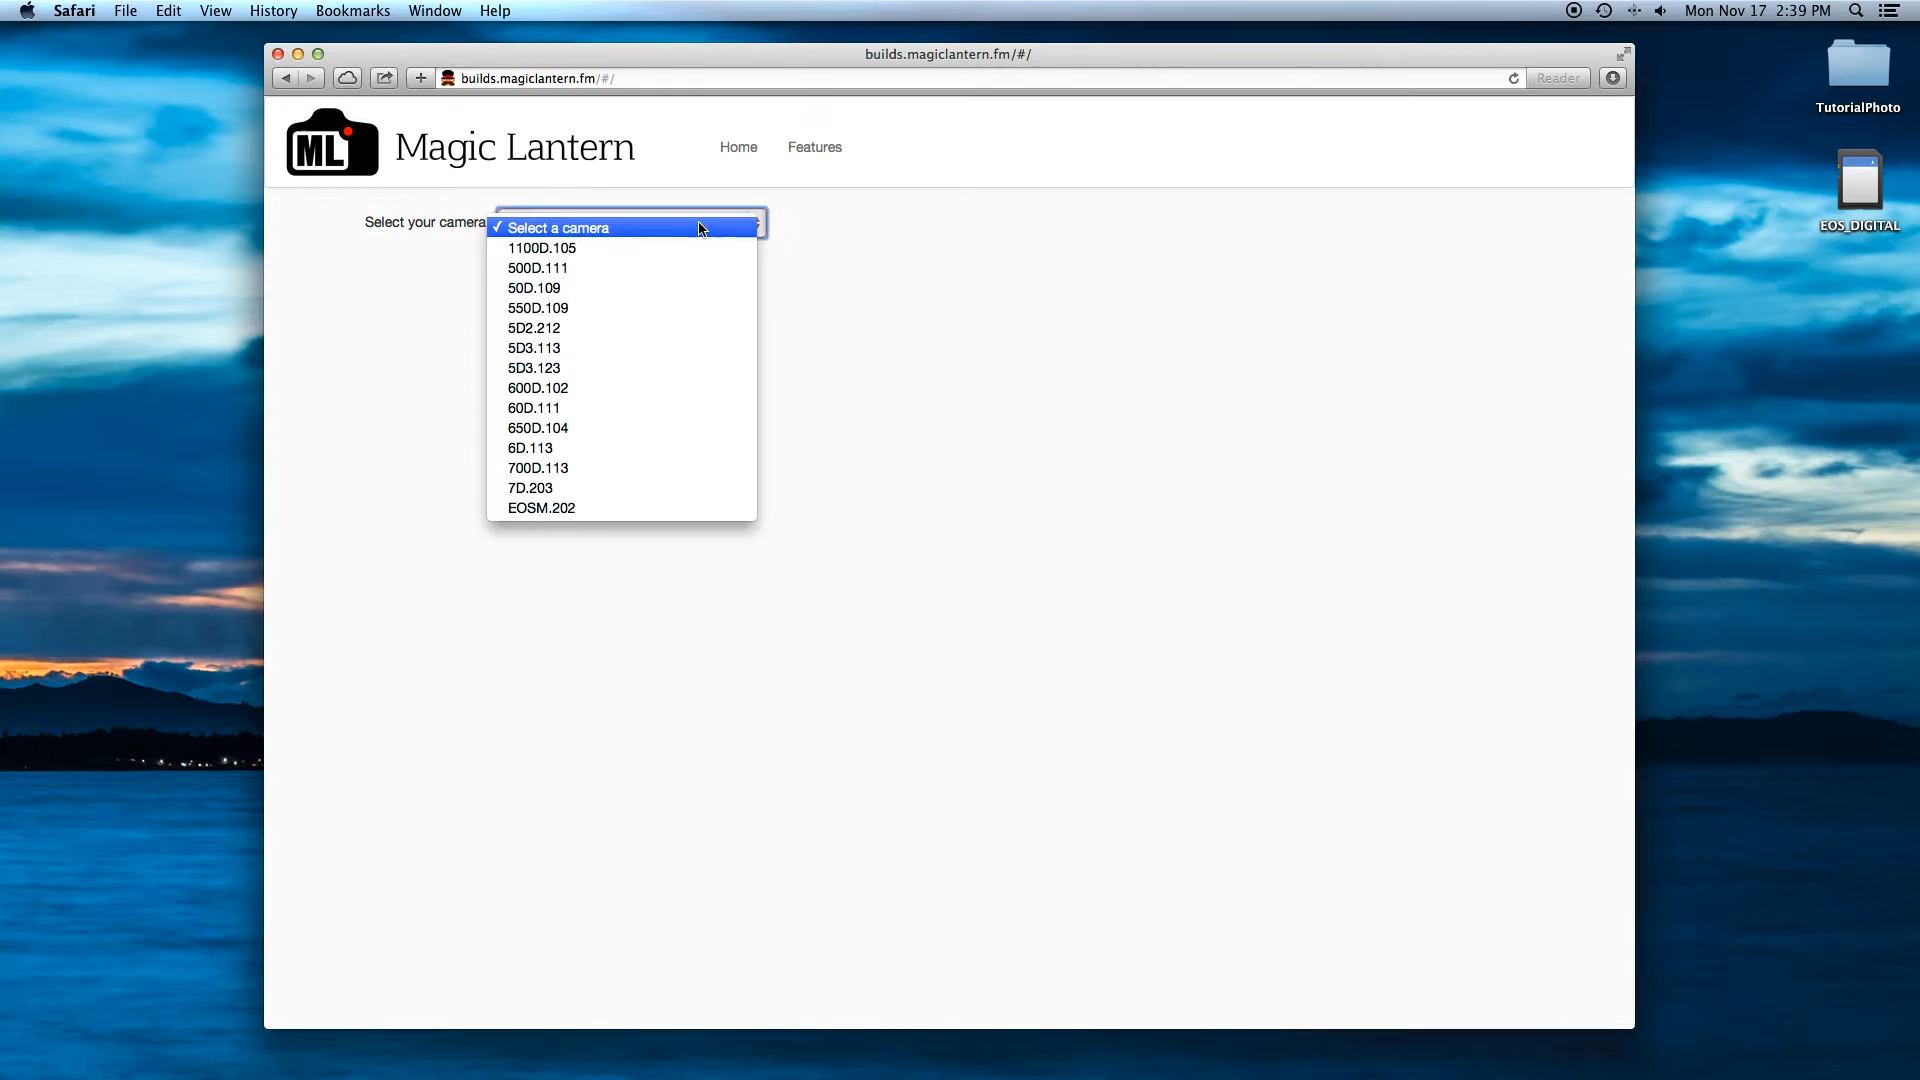 Safari File Edit View History Bookmarks Window Help Mon Nov 17 2:39 PM
builds.magiclantern.fm/#/
builds.magiclantern.fm/#/ Reader
TutorialPhoto
ML Magic Lantern Home Features
EOS_DIGITAL
Select your camera
✓ Select a camera
1100D.105
500D.111
50D.109
550D.109
5D2.212
5D3.113
5D3.123
600D.102
60D.111
650D.104
6D.113
700D.113
7D.203
EOSM.202